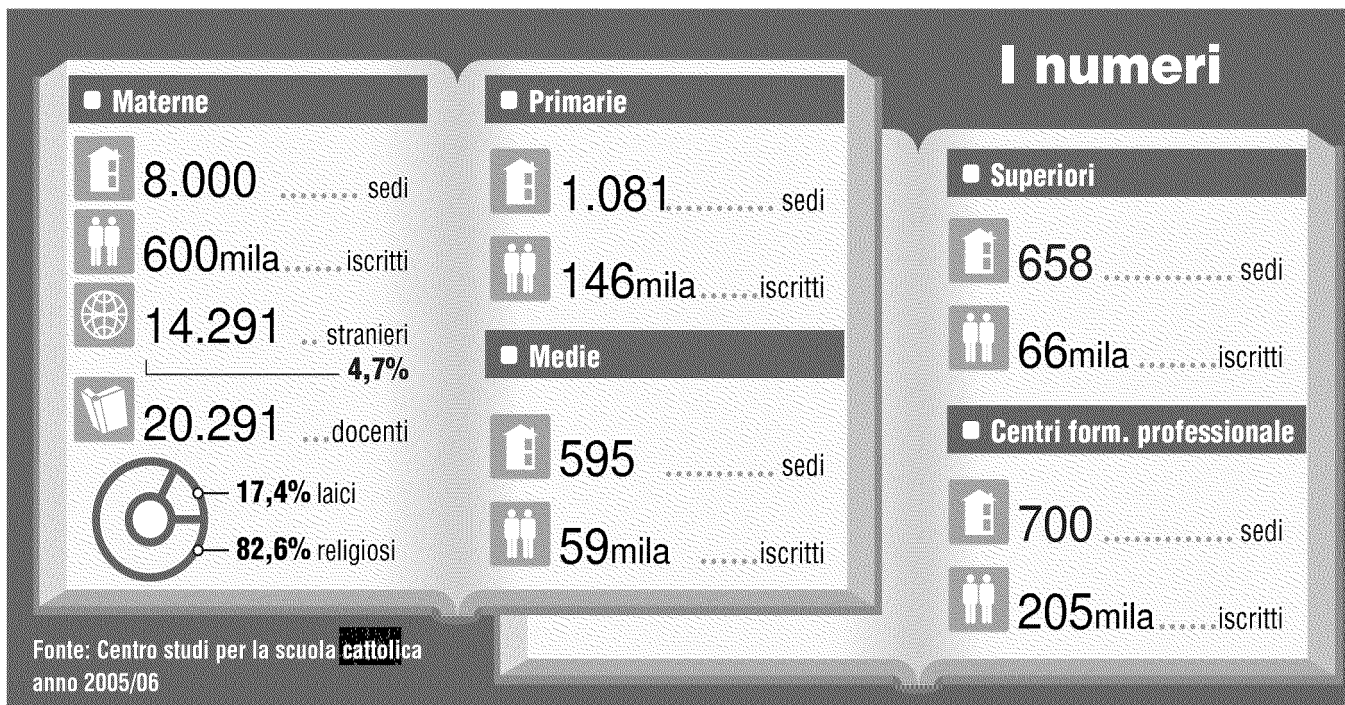 I numeri
Materne
8.000 ........ sedi
600mila ...... iscritti
14.291 .. stranieri
4,7%
20.291 ...docenti
17,4% laici
82,6% religiosi
Primarie
1.081........... sedi
146mila.......iscritti
Medie
595 ........... sedi
59mila ......iscritti
Superiori
658 .............. sedi
66mila ........iscritti
Centri form. professionale
700 .............. sedi
205mila......iscritti
Fonte: Centro studi per la scuola cattolica
anno 2005/06